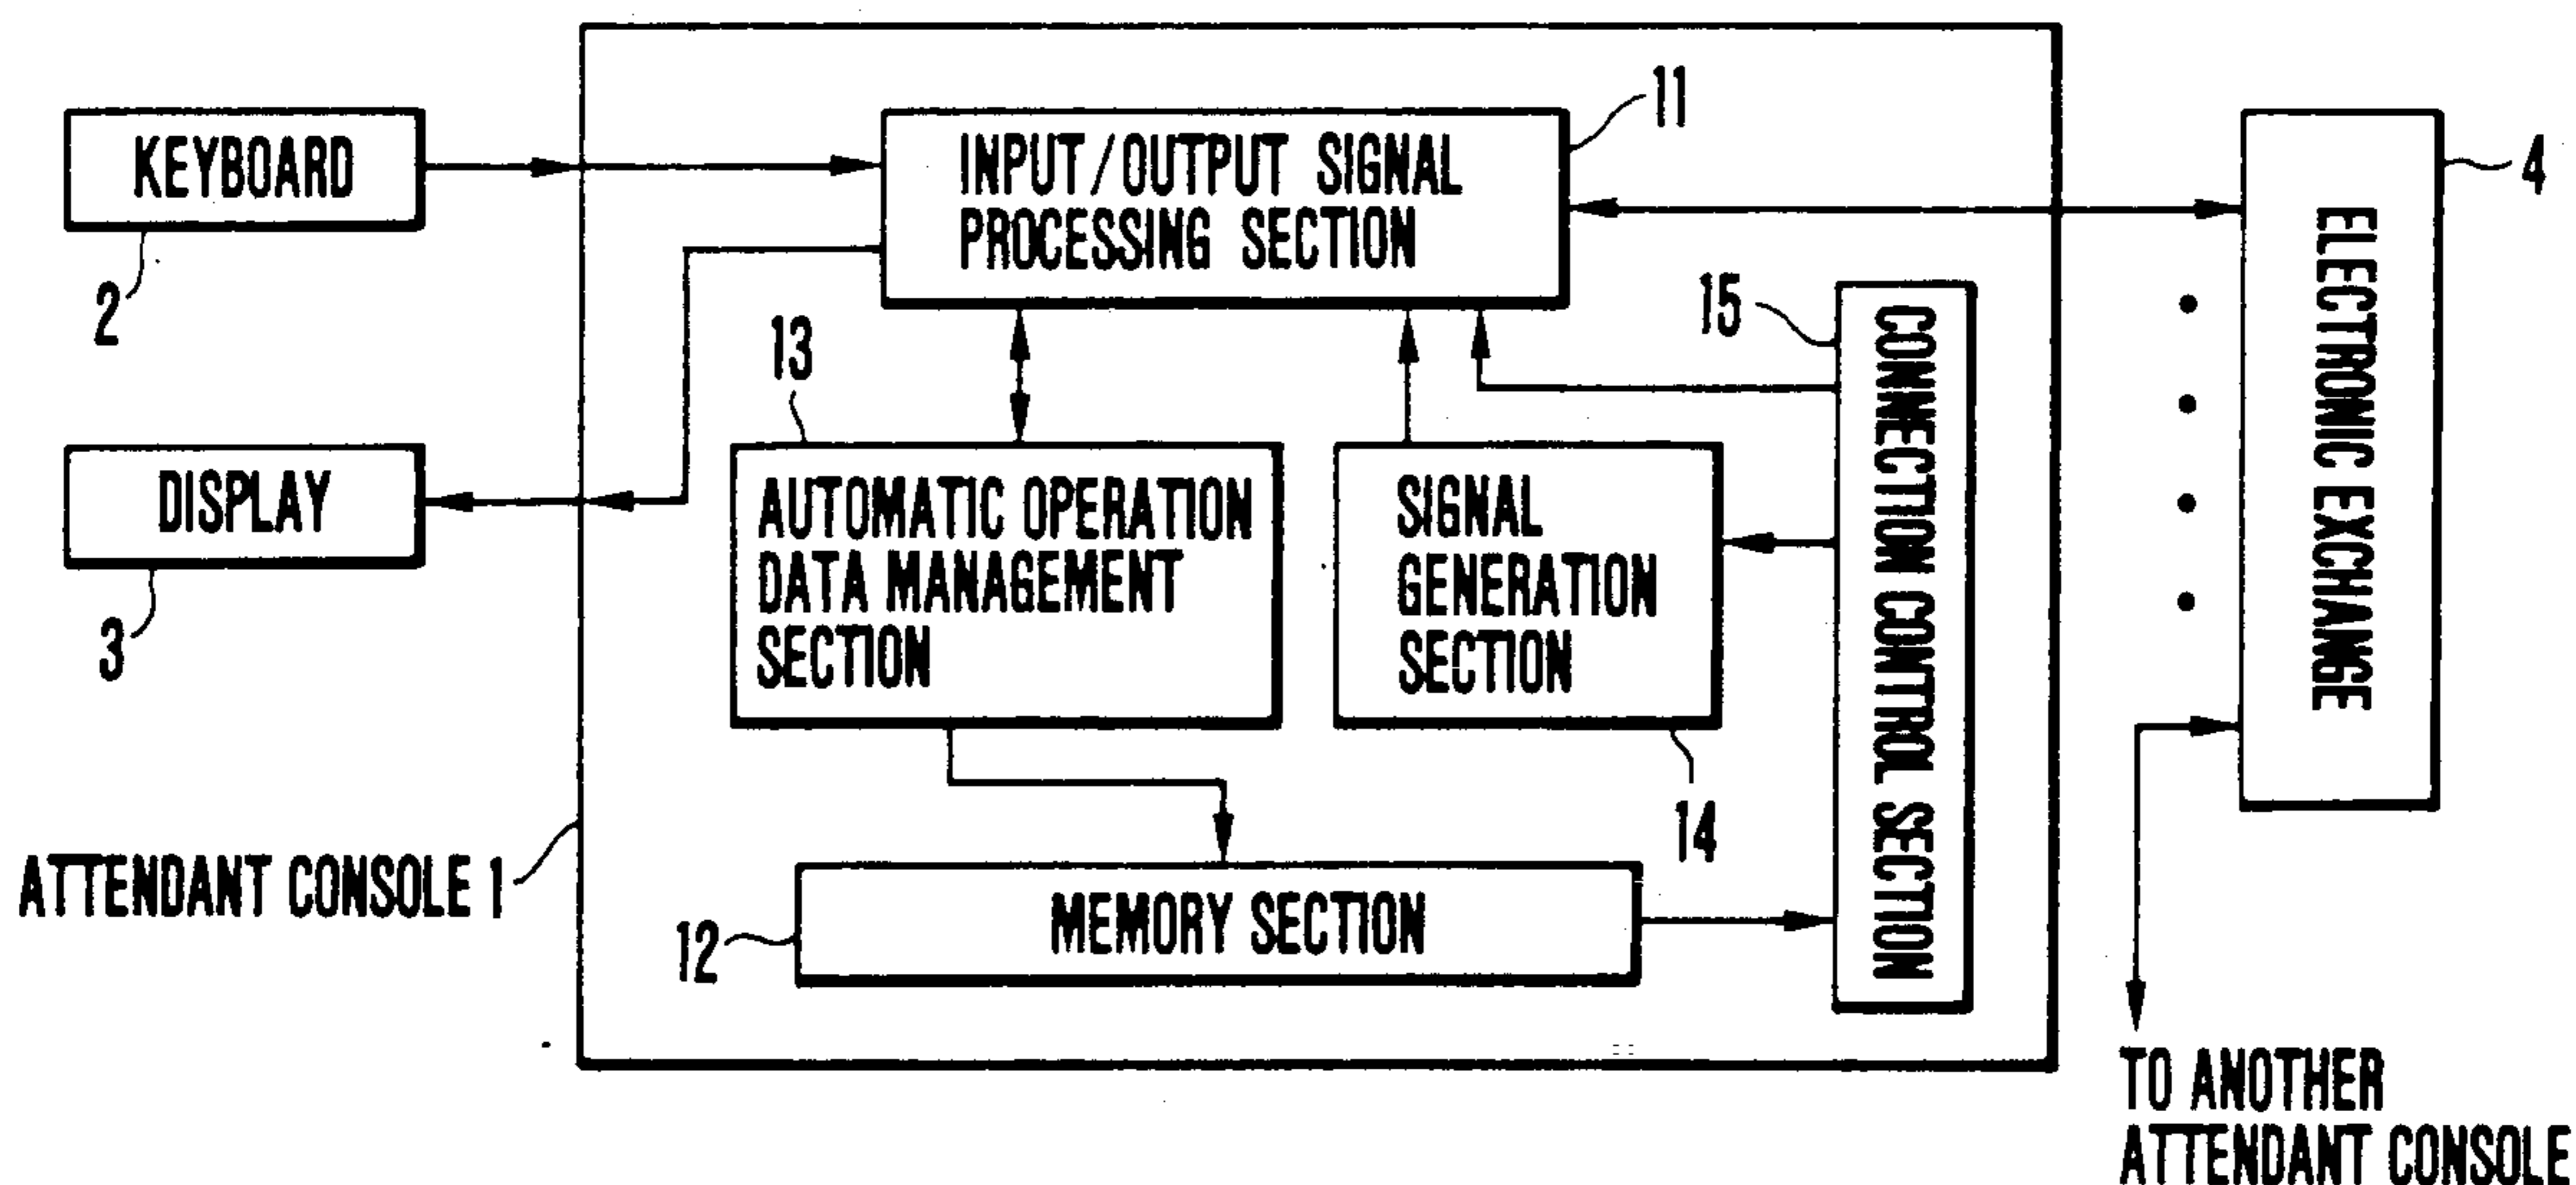 KEYBOARD
2
DISPLAY
3
ATTENDANT CONSOLE 1
11
INPUT/OUTPUT SIGNAL
PROCESSING SECTION
13
AUTOMATIC OPERATION
DATA MANAGEMENT
SECTION
SIGNAL
GENERATION
SECTION
14
15
CONNECTION CONTROL SECTION
12
MEMORY SECTION
4
ELECTRONIC EXCHANGE
TO ANOTHER
ATTENDANT CONSOLE